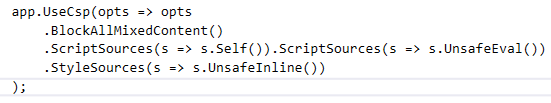 app.UseCsp(opts => opts
.BlockAllMixedContent()
.ScriptSources(s => s.Self()).ScriptSources(s => s.UnsafeEval())
.StyleSources(s => s.UnsafeInline())
);